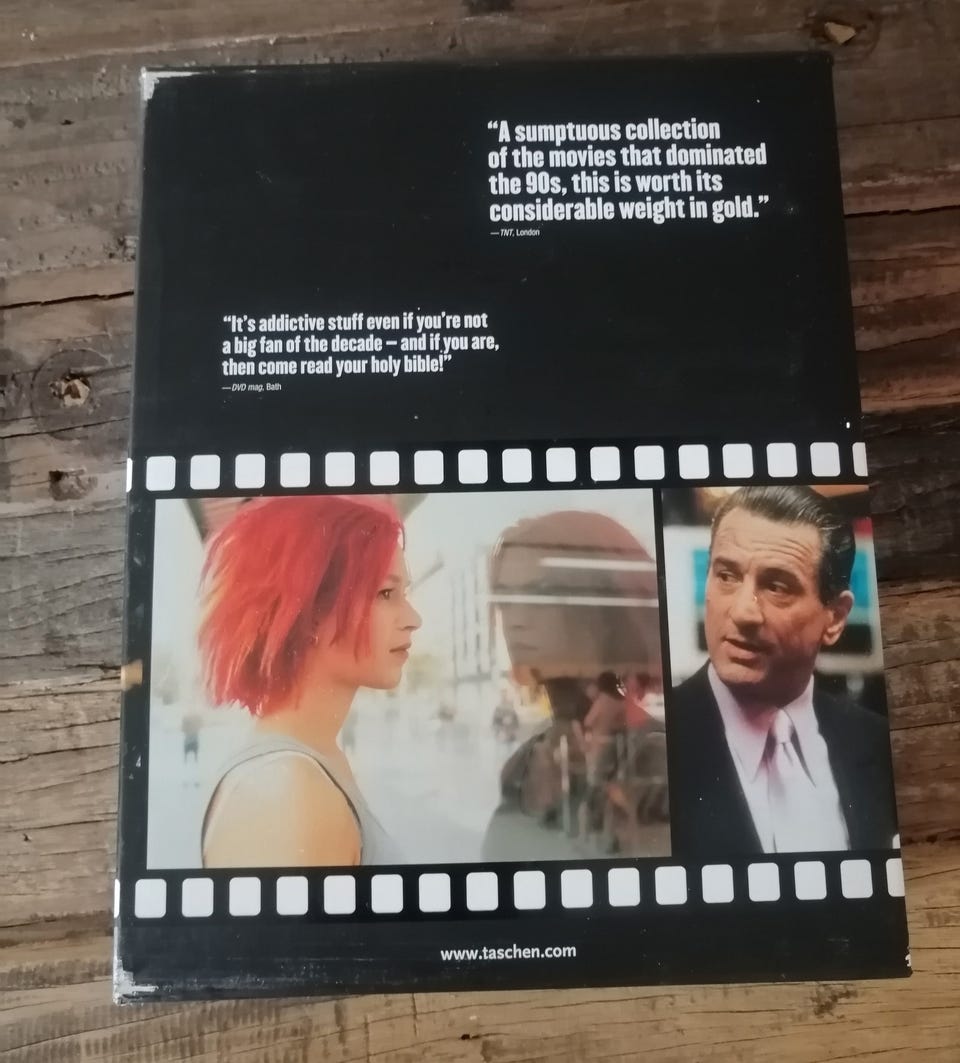 “A sumptuous collection
of the movies that dominated
the 90s, this is worth its
considerable weight in gold.”
—TNT, London
“It’s addictive stuff even if you’re not
a big fan of the decade – and if you are,
then come read your holy bible!”
—DVD mag, Bath
www.taschen.com